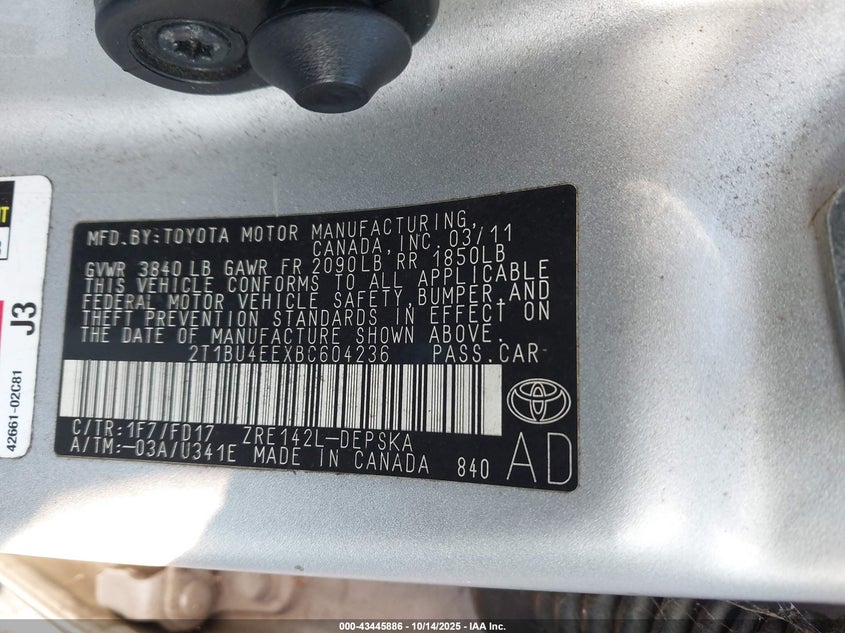 MFD.BY:TOYOTA MOTOR MANUFACTURING,
CANADA, INC. 03/11
GVWR 3840 LB GAWR FR 2090LB, RR 1850LB
THIS VEHICLE CONFORMS TO ALL APPLICABLE
FEDERAL MOTOR VEHICLE SAFETY, BUMPER, AND
THEFT PREVENTION STANDARDS IN EFFECT ON
THE DATE OF MANUFACTURE SHOWN ABOVE.
2T1BU4EEXBC604236 PASS.CAR
C/TR:1F7/FD17 ZRE142L-DEPSKA
A/TM:-03A/U341E MADE IN CANADA 840
AD
J3
42661-02C81
000-43445886 | 10/14/2025 | IAA Inc.